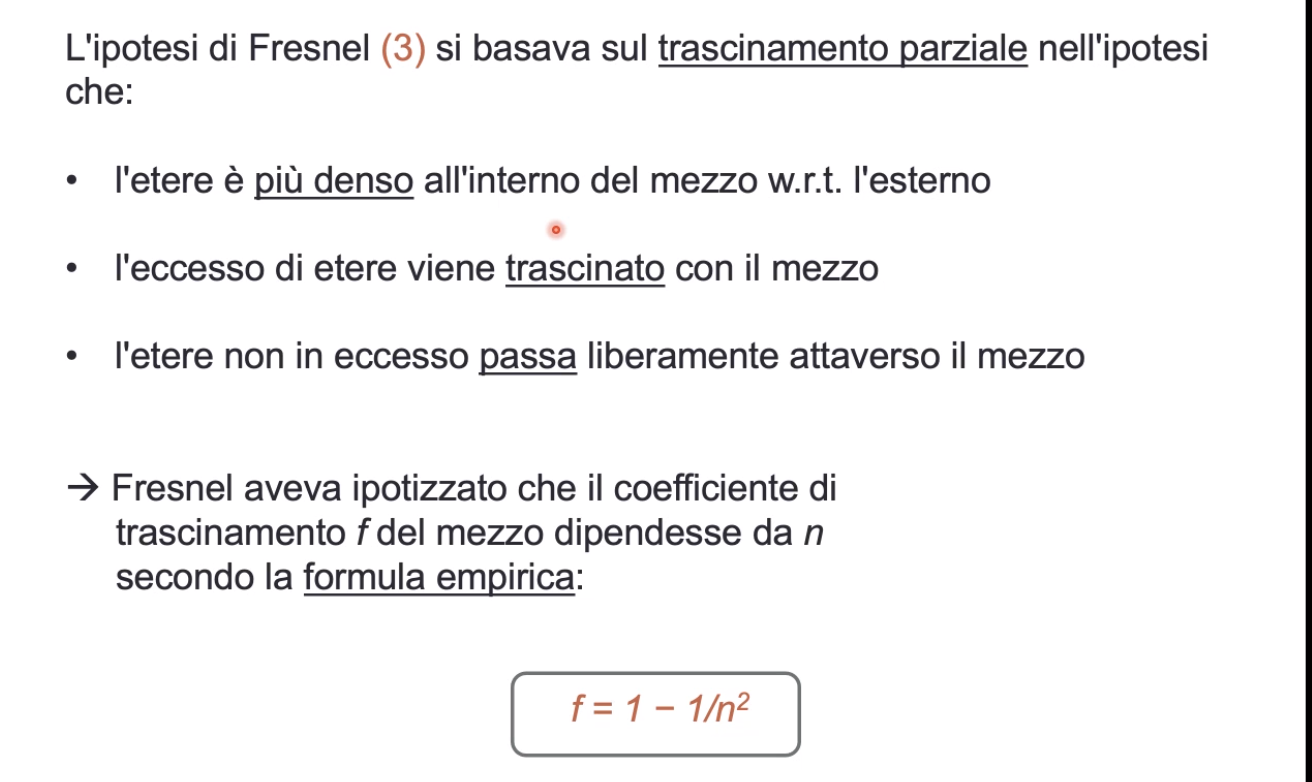 L'ipotesi di Fresnel (3) si basava sul trascinamento parziale nell'ipotesi
che:
• l'etere è più denso all'interno del mezzo w.r.t. l'esterno
• l'eccesso di etere viene trascinato con il mezzo
• l'etere non in eccesso passa liberamente attaverso il mezzo
→ Fresnel aveva ipotizzato che il coefficiente di
trascinamento f del mezzo dipendesse da n
secondo la formula empirica:
f = 1 − 1/n²